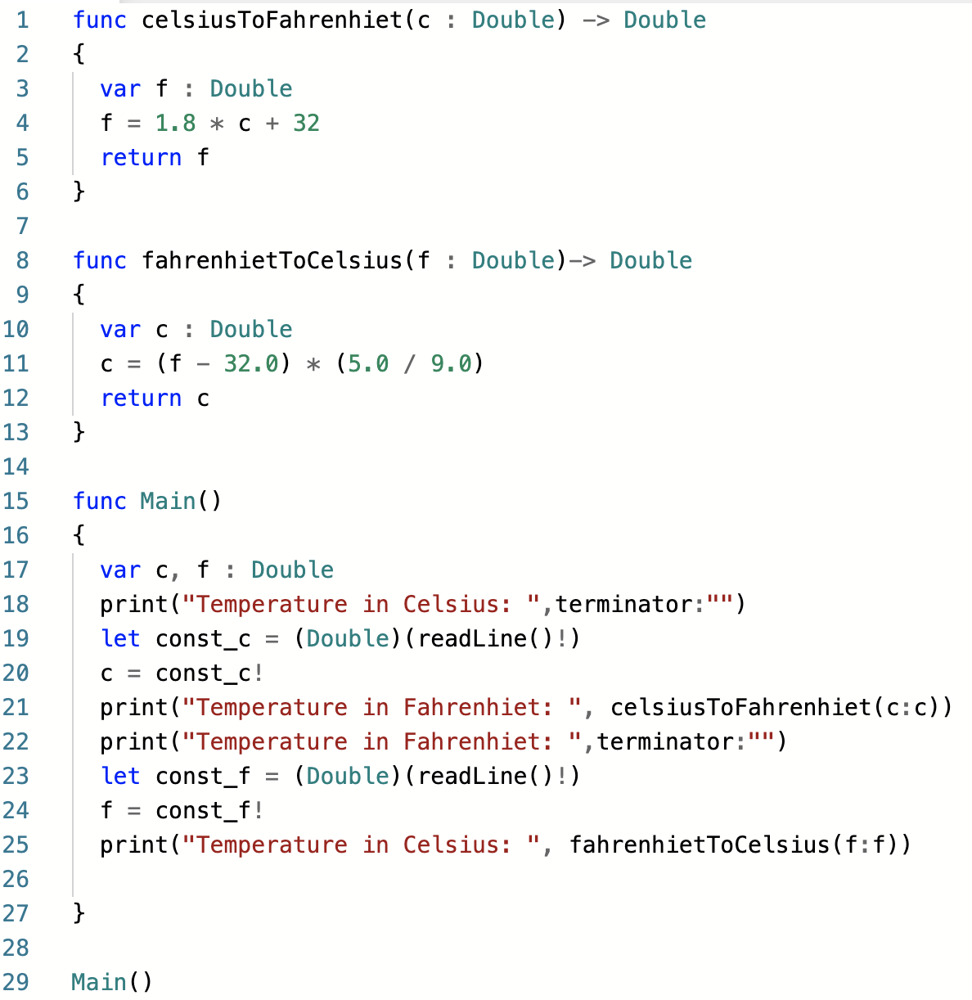 1 func celsiusToFahrenhiet(c : Double) -> Double
2 {
3   var f : Double
4   f = 1.8 * c + 32
5   return f
6 }
7
8 func fahrenhietToCelsius(f : Double)-> Double
9 {
10   var c : Double
11   c = (f - 32.0) * (5.0 / 9.0)
12   return c
13 }
14
15 func Main()
16 {
17   var c, f : Double
18   print("Temperature in Celsius: ",terminator:"")
19   let const_c = (Double)(readLine()!)
20   c = const_c!
21   print("Temperature in Fahrenhiet: ", celsiusToFahrenhiet(c:c))
22   print("Temperature in Fahrenhiet: ",terminator:"")
23   let const_f = (Double)(readLine()!)
24   f = const_f!
25   print("Temperature in Celsius: ", fahrenhietToCelsius(f:f))
26
27 }
28
29 Main()